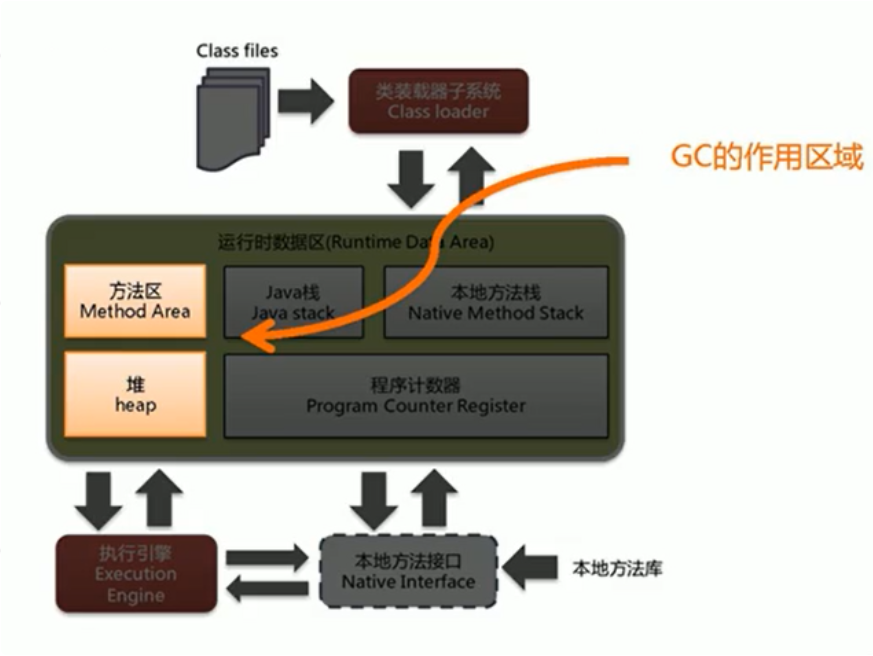 Class files
类装载器子系统
Class loader
GC的作用区域
运行时数据区(Runtime Data Area)
方法区
Method Area
Java栈
Java stack
本地方法栈
Native Method Stack
堆
heap
程序计数器
Program Counter Register
执行引擎
Execution
Engine
本地方法接口
Native Interface
本地方法库